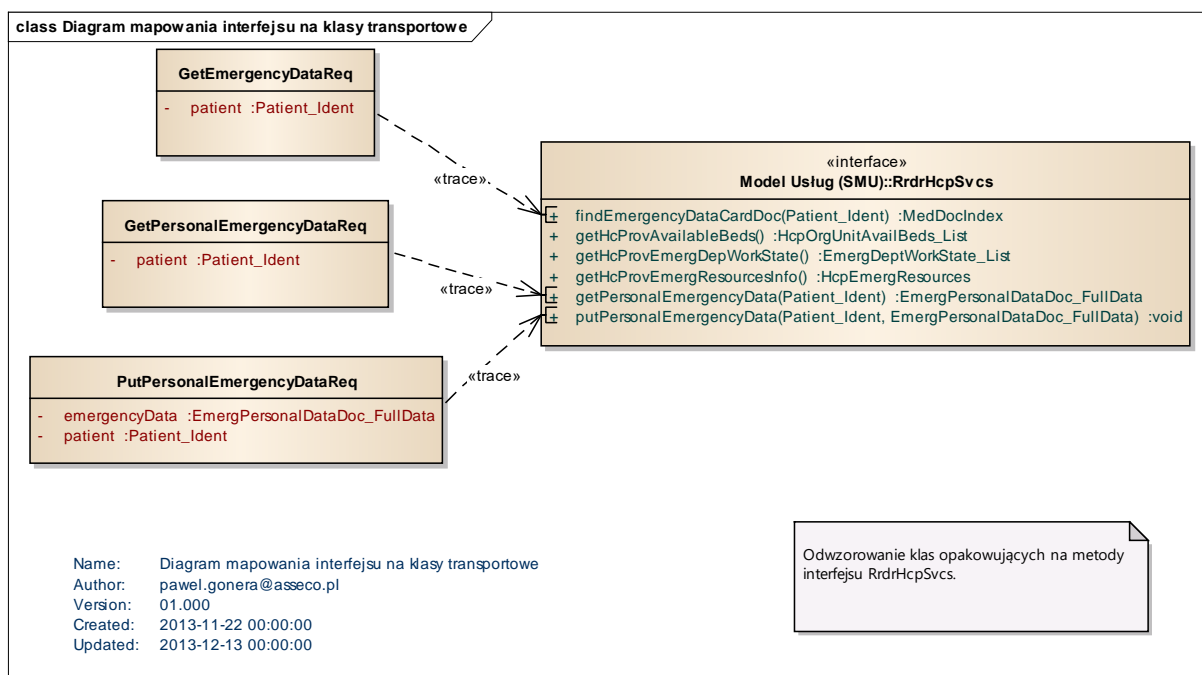 class Diagram mapowania interfejsu na klasy transportowe
GetEmergencyDataReq
- patient :Patient_Ident
«trace»
GetPersonalEmergencyDataReq
- patient :Patient_Ident
«trace»
PutPersonalEmergencyDataReq
- emergencyData :EmergPersonalDataDoc_FullData
- patient :Patient_Ident
«trace»
«interface»
Model Usług (SMU)::RrdrHcpSvcs
+ findEmergencyDataCardDoc(Patient_Ident) :MedDocIndex
+ getHcProvAvailableBeds() :HcpOrgUnitAvailBeds_List
+ getHcProvEmergDepWorkState() :EmergDeptWorkState_List
+ getHcProvEmergResourcesInfo() :HcpEmergResources
+ getPersonalEmergencyData(Patient_Ident) :EmergPersonalDataDoc_FullData
+ putPersonalEmergencyData(Patient_Ident, EmergPersonalDataDoc_FullData) :void
Name: Diagram mapowania interfejsu na klasy transportowe
Author: pawel.gonera@asseco.pl
Version: 01.000
Created: 2013-11-22 00:00:00
Updated: 2013-12-13 00:00:00
Odwzorowanie klas opakowujących na metody
interfejsu RrdrHcpSvcs.